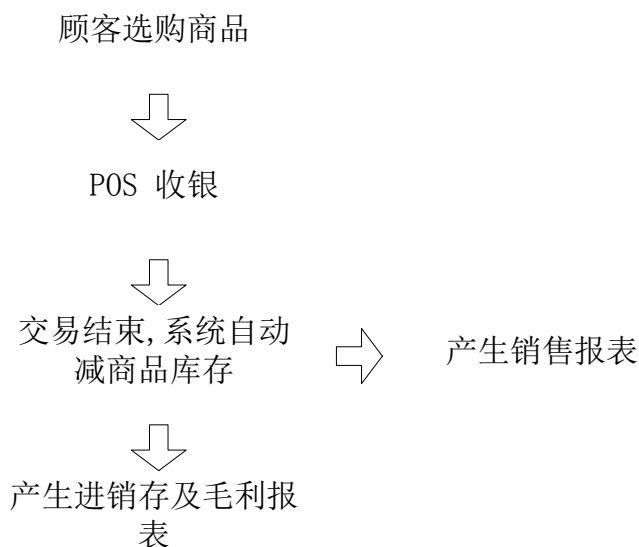 顾客选购商品
POS 收银
交易结束,系统自动
减商品库存
产生销售报表
产生进销存及毛利报
表